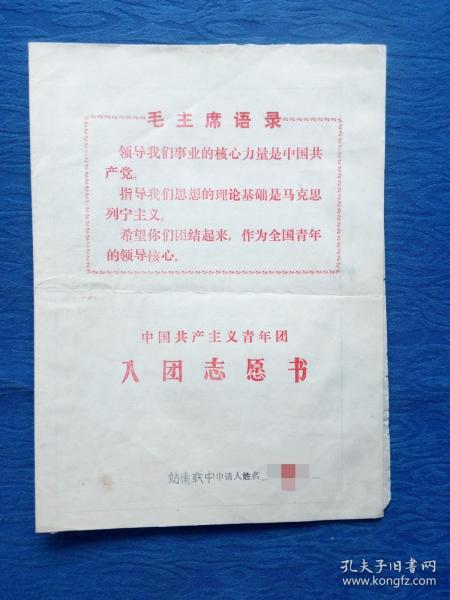 毛主席语录
领导我们事业的核心力量是中国共
产党。
指导我们思想的理论基础是马克思
列宁主义。
希望你们团结起来，作为全国青年
的领导核心。
中国共产主义青年团
入团志愿书
站南联中申请人姓名
孔夫子旧书网
www.kongfz.com